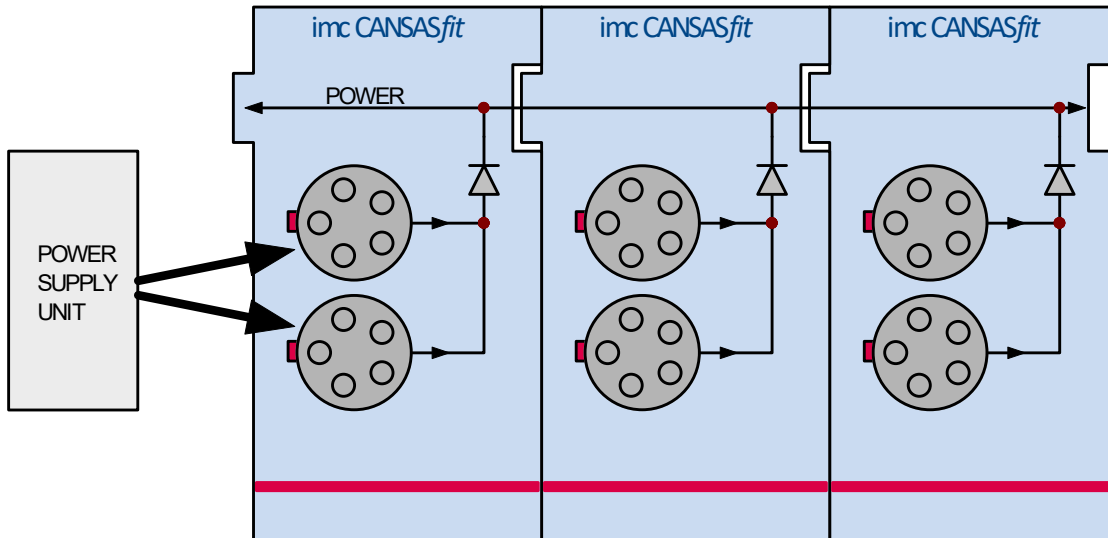 imc CANSASfit
imc CANSASfit
imc CANSASfit
POWER
POWER
SUPPLY
UNIT